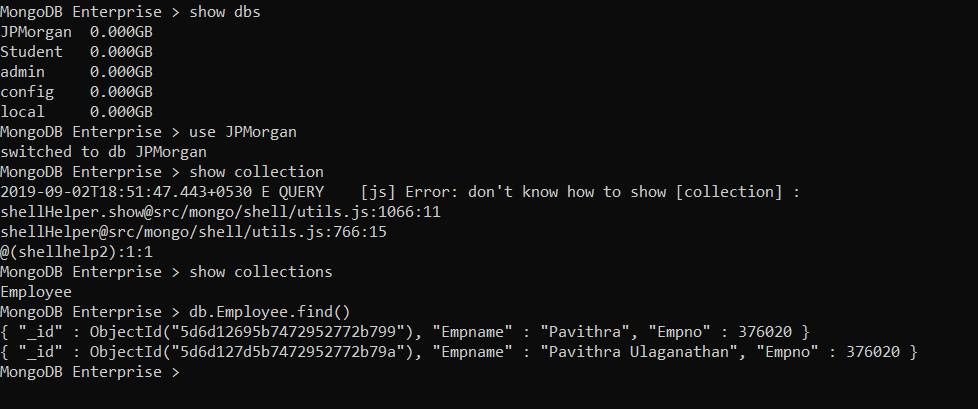 MongoDB Enterprise > show dbs
JPMorgan  0.000GB
Student   0.000GB
admin     0.000GB
config    0.000GB
local     0.000GB
MongoDB Enterprise > use JPMorgan
switched to db JPMorgan
MongoDB Enterprise > show collection
2019-09-02T18:51:47.443+0530 E QUERY    [js] Error: don't know how to show [collection] :
shellHelper.show@src/mongo/shell/utils.js:1066:11
shellHelper@src/mongo/shell/utils.js:766:15
@(shellhelp2):1:1
MongoDB Enterprise > show collections
Employee
MongoDB Enterprise > db.Employee.find()
{ "_id" : ObjectId("5d6d12695b7472952772b799"), "Empname" : "Pavithra", "Empno" : 376020 }
{ "_id" : ObjectId("5d6d127d5b7472952772b79a"), "Empname" : "Pavithra Ulaganathan", "Empno" : 376020 }
MongoDB Enterprise >